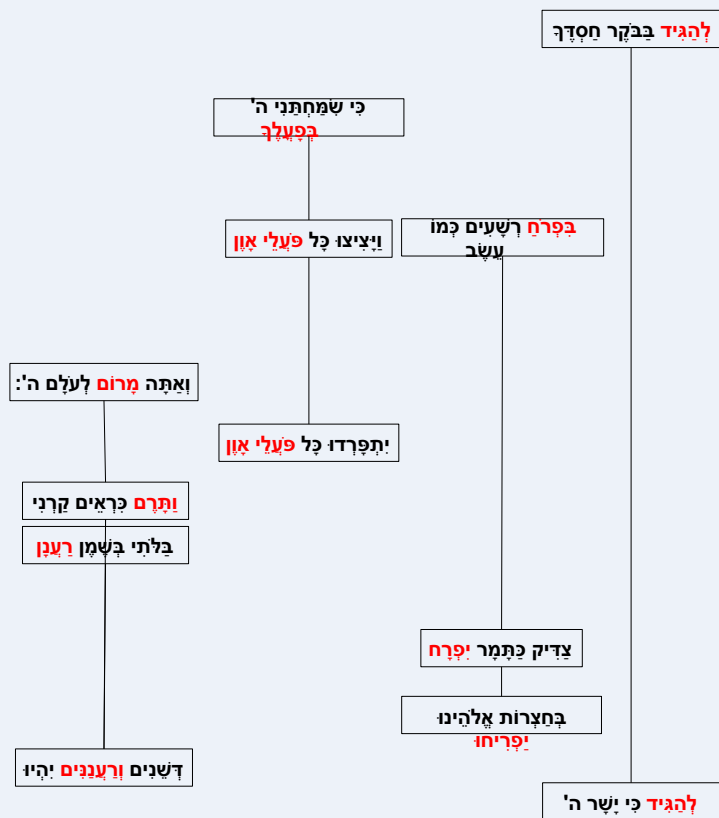 לְהַגִּיד בַּבֹּקֶר חַסְדֶּךָ
כִּי שִׂמַּחְתַּנִי ה'
בְּפָעֳלֶךָ
בִּפְרֹחַ רְשָׁעִים כְּמוֹ
עֵשֶׂב
וַיָּצִיצוּ כָּל פֹּעֲלֵי אָוֶן
וְאַתָּה מָרוֹם לְעֹלָם ה':
יִתְפָּרְדוּ כָּל פֹּעֲלֵי אָוֶן
וַתָּרֶם כִּרְאֵים קַרְנִי
בַּלֹּתִי בְּשֶׁמֶן רַעֲנָן
צַדִּיק כַּתָּמָר יִפְרָח
בְּחַצְרוֹת אֱלֹהֵינוּ
יַפְרִיחוּ
דְּשֵׁנִים וְרַעֲנַנִּים יִהְיוּ
לְהַגִּיד כִּי יָשָׁר ה'